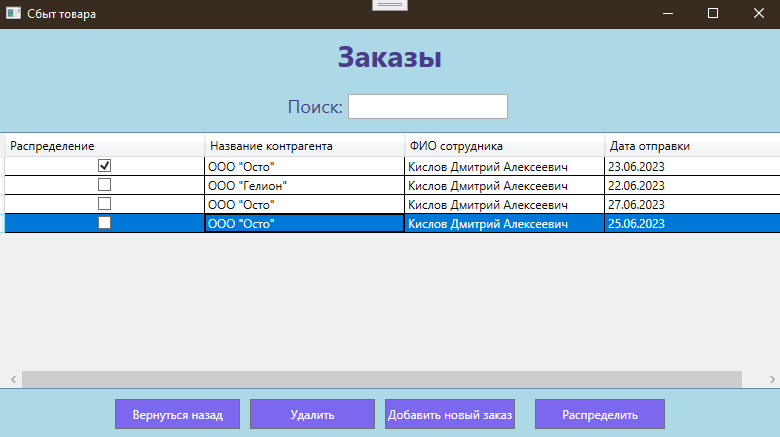 Сбыт товара
Заказы
Поиск:
Распределение Название контрагента ФИО сотрудника Дата отправки
ООО "Осто" Кислов Дмитрий Алексеевич 23.06.2023
ООО "Гелион" Кислов Дмитрий Алексеевич 22.06.2023
ООО "Осто" Кислов Дмитрий Алексеевич 27.06.2023
ООО "Осто" Кислов Дмитрий Алексеевич 25.06.2023
Вернуться назад Удалить Добавить новый заказ Распределить